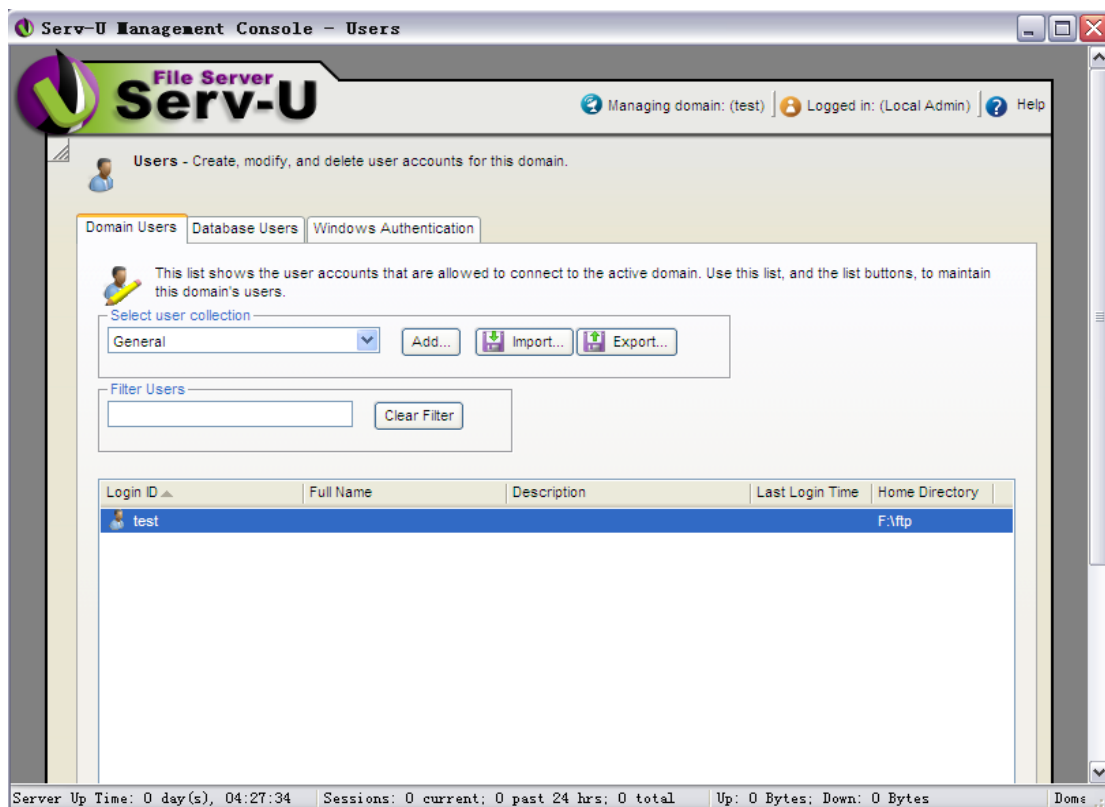 Serv-U Management Console - Users
File Server
Serv-U
Managing domain: (test) Logged in: (Local Admin) Help
Users - Create, modify, and delete user accounts for this domain.
Domain Users Database Users Windows Authentication
This list shows the user accounts that are allowed to connect to the active domain. Use this list, and the list buttons, to maintain
this domain's users.
Select user collection
General Add... Import... Export...
Filter Users
Clear Filter
Login ID Full Name Description Last Login Time Home Directory
test F:\ftp
Server Up Time: 0 day(s), 04:27:34 Sessions: 0 current; 0 past 24 hrs; 0 total Up: 0 Bytes; Down: 0 Bytes